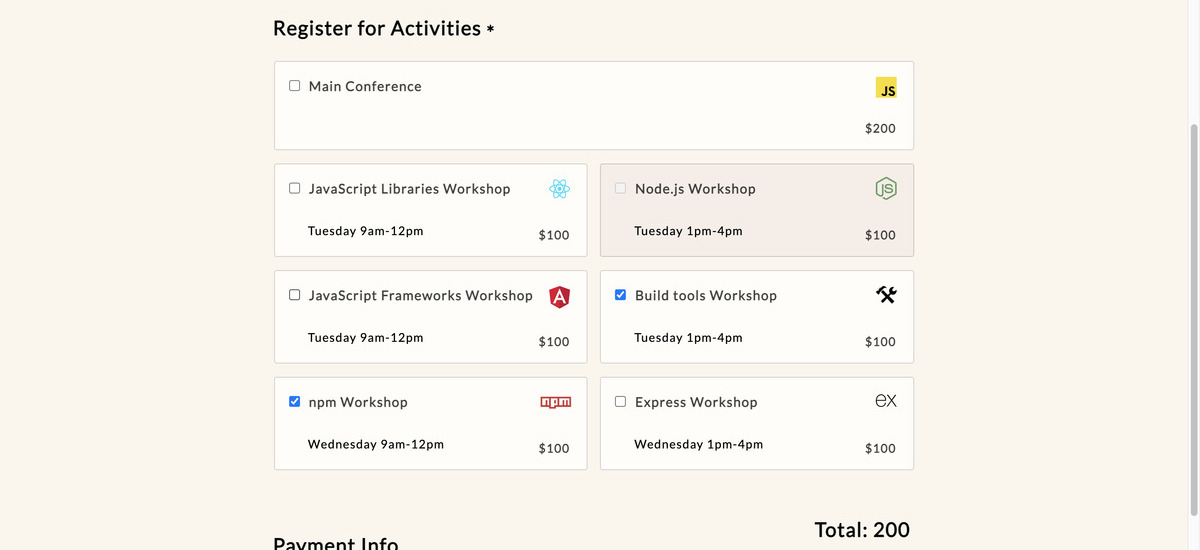 Register for Activities *
Main Conference
JS
$200
JavaScript Libraries Workshop
Tuesday 9am-12pm
$100
Node.js Workshop
JS
Tuesday 1pm-4pm
$100
JavaScript Frameworks Workshop
A
Tuesday 9am-12pm
$100
Build tools Workshop
Tuesday 1pm-4pm
$100
npm Workshop
npm
Wednesday 9am-12pm
$100
Express Workshop
ex
Wednesday 1pm-4pm
$100
Total: 200
Payment Info